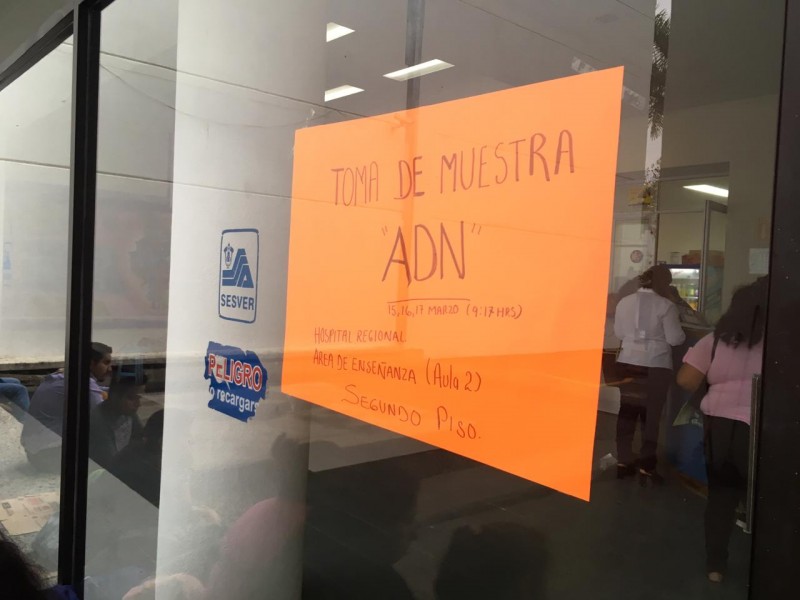 TOMA DE MUESTRA
"ADN"
15, 16, 17 MARZO (9:17 HRS)
HOSPITAL REGIONAL
AREA DE ENSEÑANZA (Aula 2)
SEGUNDO PISO.
SESVER
PELIGRO
o recargars